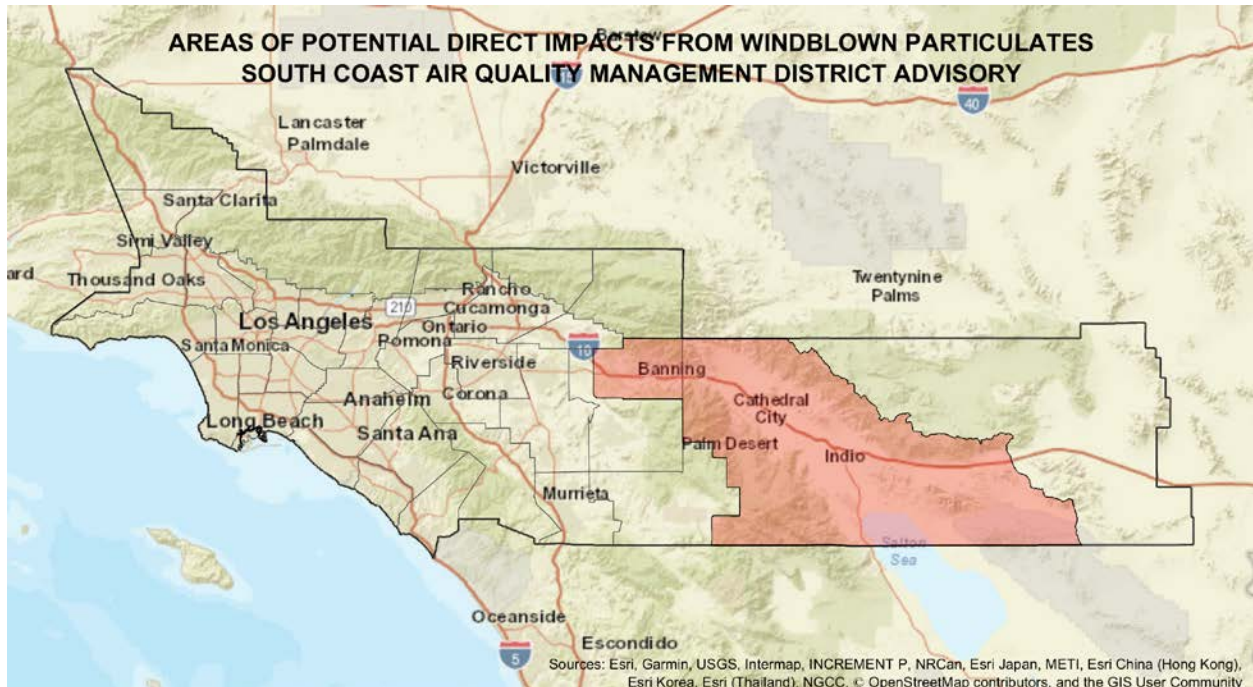 AREAS OF POTENTIAL DIRECT IMPACTS FROM WINDBLOWN PARTICULATES
Barstow
SOUTH COAST AIR QUALITY MANAGEMENT DISTRICT ADVISORY
15
40
Lancaster
Palmdale
Victorville
Santa Clarita
Simi Valley
ard
Thousand Oaks
Twentynine
Palms
Rancho
Cucamonga
210
Los Angeles
Ontario
Santa Monica
Pomona
10
Riverside
Banning
Anaheim
Corona
Cathedral
City
Long Beach
Santa Ana
Palm Desert
Indio
Murrieta
Salton
Sea
Oceanside
Escondido
5
Sources: Esri, Garmin, USGS, Intermap, INCREMENT P, NRCan, Esri Japan, METI, Esri China (Hong Kong),
Esri Korea, Esri (Thailand), NGCC, © OpenStreetMap contributors, and the GIS User Community